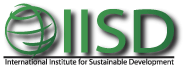 IISD
International Institute for Sustainable Development